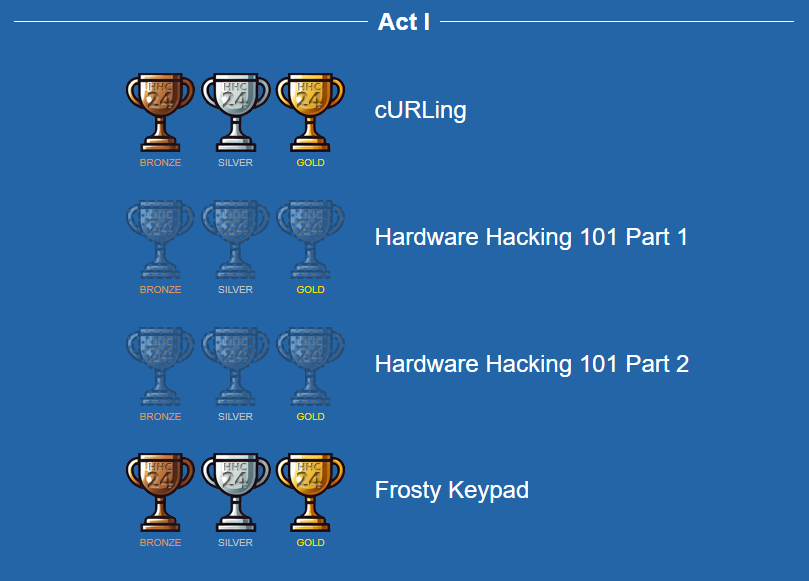 Act I
HHC 24 HHC 24 HHC 24
BRONZE SILVER GOLD
cURLing
HHC 24 HHC 24 HHC 24
BRONZE SILVER GOLD
Hardware Hacking 101 Part 1
HHC 24 HHC 24 HHC 24
BRONZE SILVER GOLD
Hardware Hacking 101 Part 2
HHC 24 HHC 24 HHC 24
BRONZE SILVER GOLD
Frosty Keypad